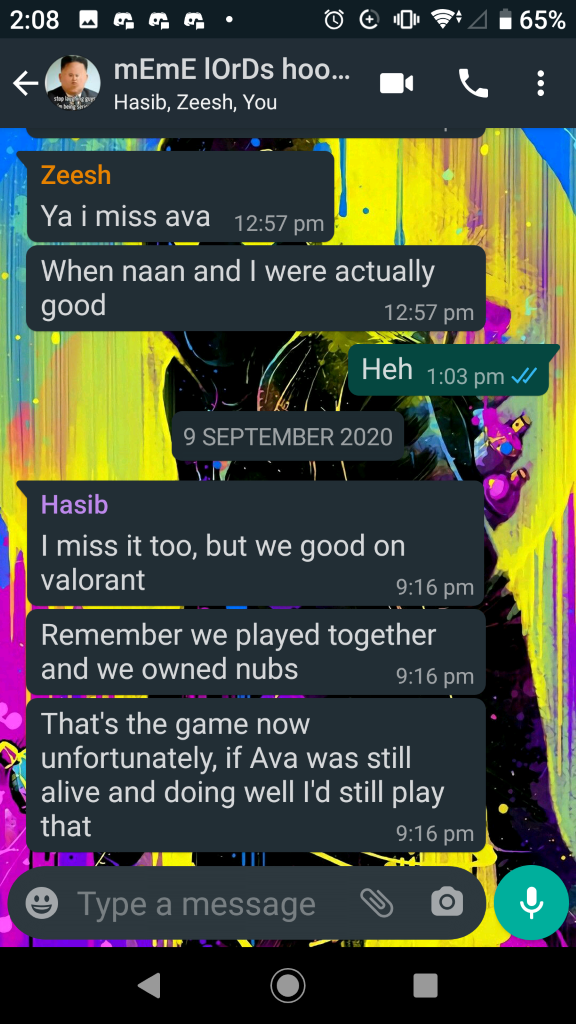 2:08
65%
mEmE lOrDs hoo...
Hasib, Zeesh, You
stop laughing guys
Zeesh
Ya i miss ava 12:57 pm
When naan and I were actually
good 12:57 pm
Heh 1:03 pm
9 SEPTEMBER 2020
Hasib
I miss it too, but we good on
valorant 9:16 pm
Remember we played together
and we owned nubs 9:16 pm
That's the game now
unfortunately, if Ava was still
alive and doing well I'd still play
that 9:16 pm
Type a message